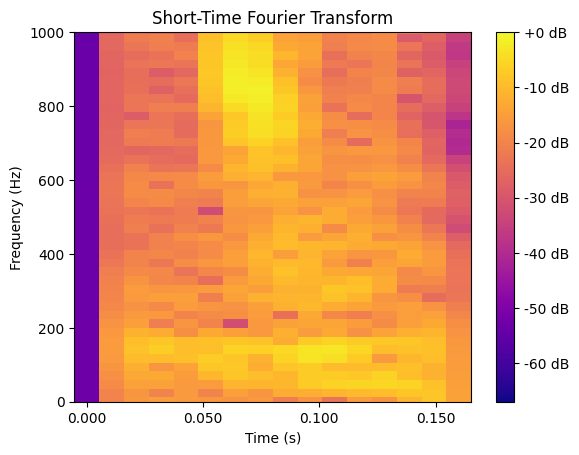 Short-Time Fourier Transform
1000
800
600
400
200
0
Frequency (Hz)
0.000
0.050
0.100
0.150
Time (s)
+0 dB
-10 dB
-20 dB
-30 dB
-40 dB
-50 dB
-60 dB